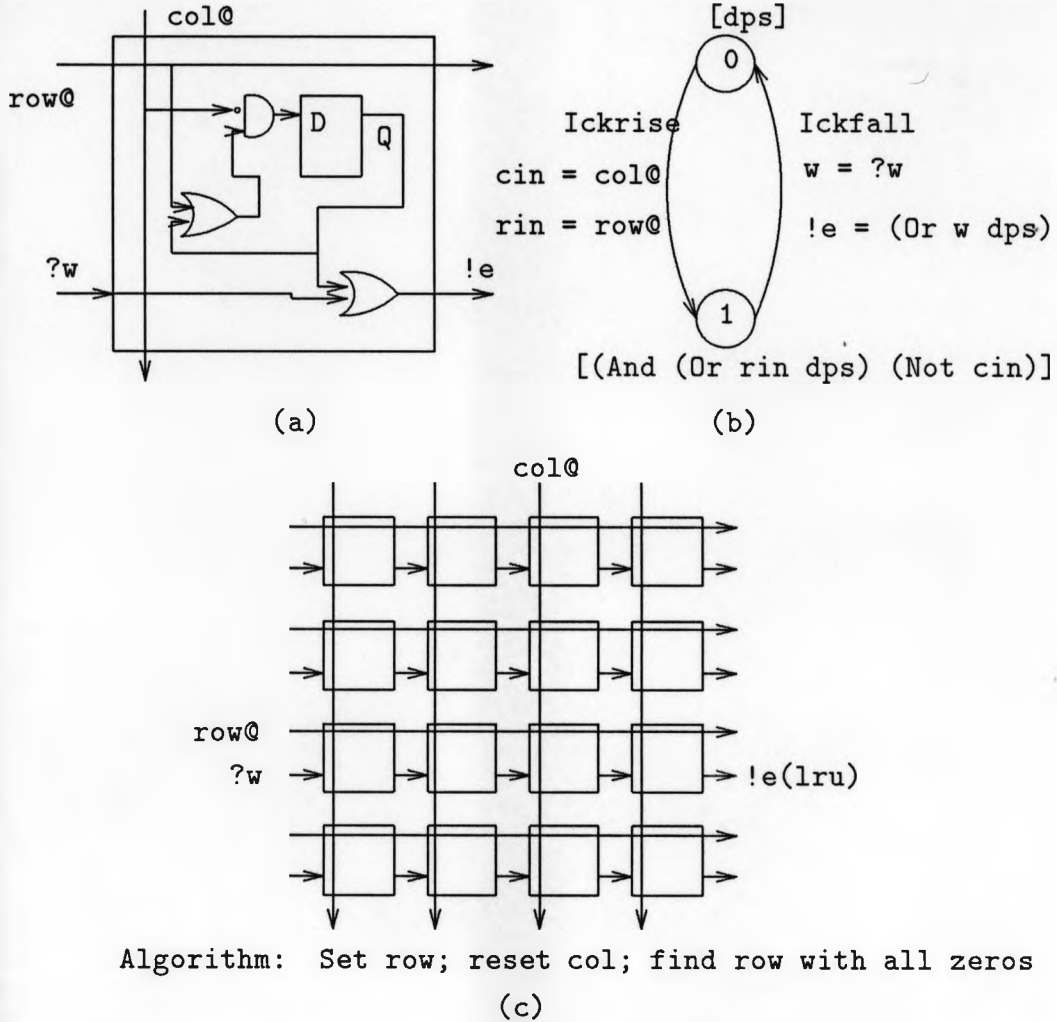 col@
row@
D
Q
?w
!e
(a)
[dps]
0
Ickrise
Ickfall
cin = col@
w = ?w
rin = row@
!e = (Or w dps)
1
[(And (Or rin dps) (Not cin)]
(b)
col@
row@
?w
!e(lru)
Algorithm: Set row; reset col; find row with all zeros
(c)